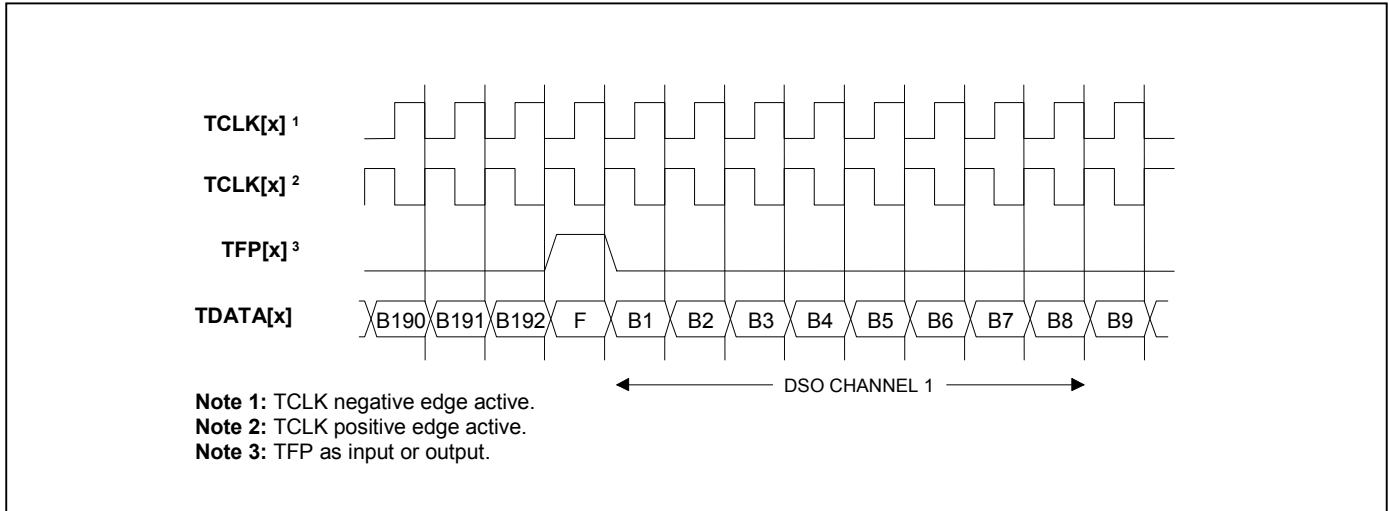 TCLK[x] 1
TCLK[x] 2
TFP[x] 3
TDATA[x] B190 B191 B192 F B1 B2 B3 B4 B5 B6 B7 B8 B9
DSO CHANNEL 1
Note 1: TCLK negative edge active.
Note 2: TCLK positive edge active.
Note 3: TFP as input or output.